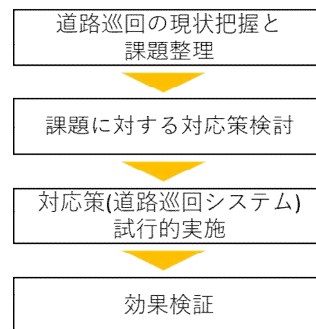 道路巡回の現状把握と
課題整理
課題に対する対応策検討
対応策(道路巡回システム)
試行的実施
効果検証